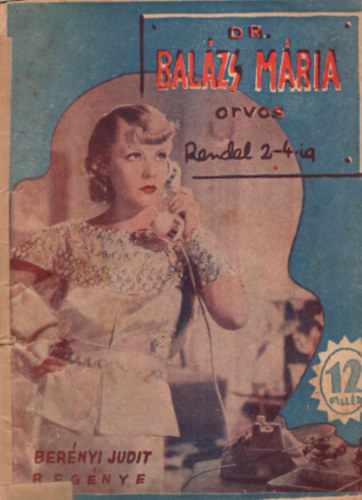 DR.
BALÁZS MÁRIA
orvos
Rendel 2-4-ig
12
FILLÉR
BERÉNYI JUDIT
REGÉNYE